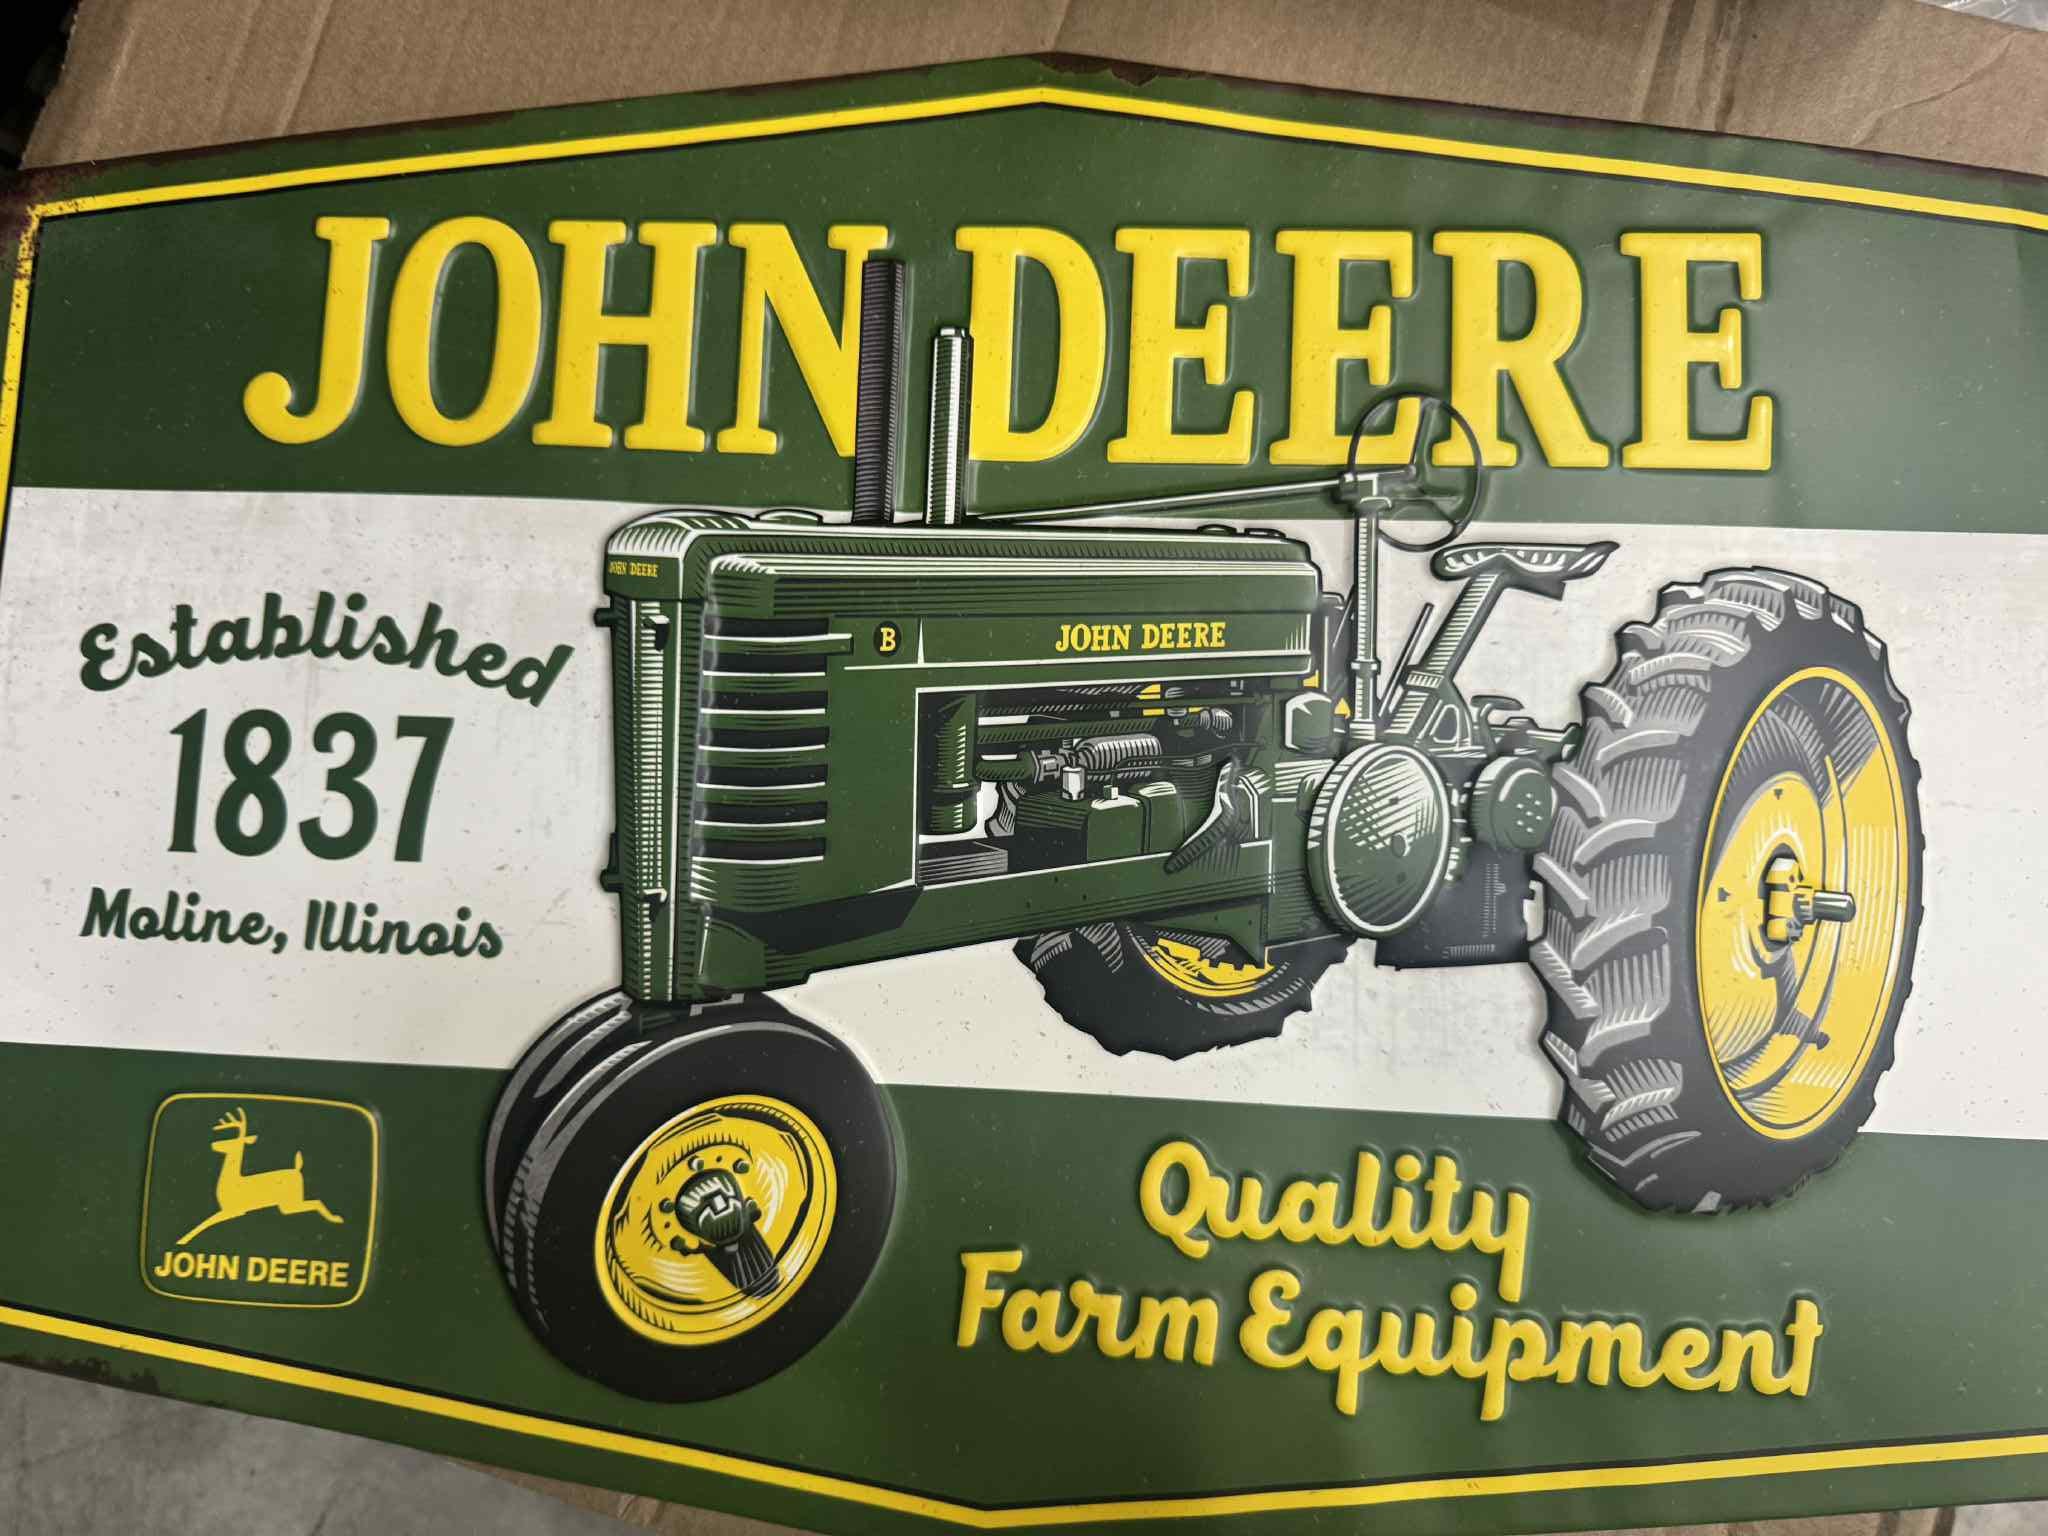 JOHN DEERE
JOHN DEERE
B
JOHN DEERE
Established
1837
Moline, Illinois
JOHN DEERE
Quality
Farm Equipment